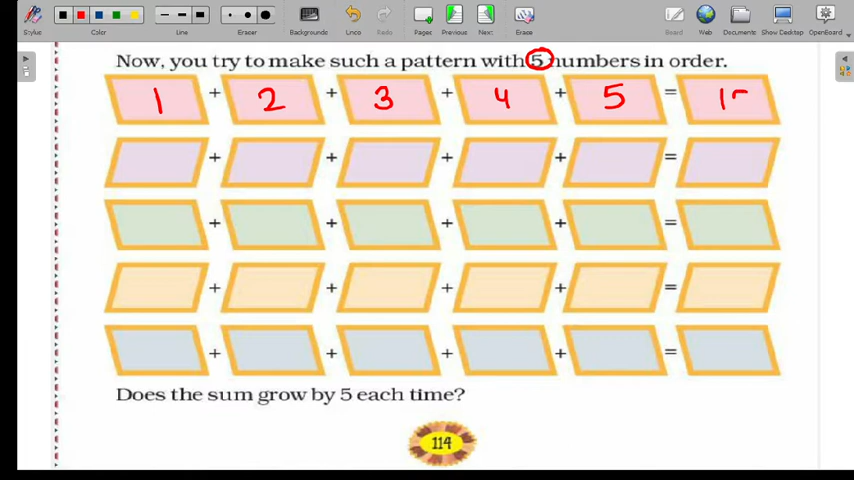 Stylus Color Line Eraser Backgrounds Undo Redo Pages Previous Next Erase Board Web Documents Show Desktop OpenBoard
Now, you try to make such a pattern with 5 numbers in order.
1 + 2 + 3 + 4 + 5 =
+ + + + =
+ + + + =
+ + + + =
+ + + + =
Does the sum grow by 5 each time?
114